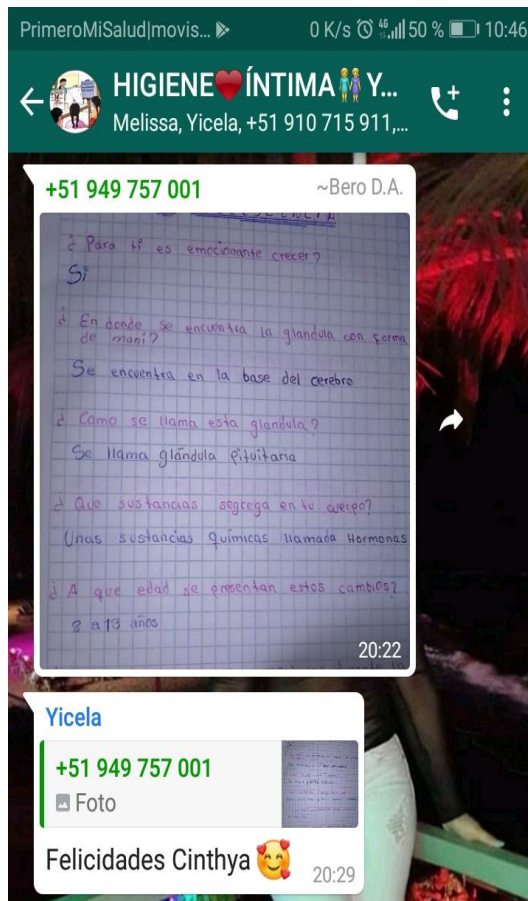 PrimeroMiSalud|movis...
0 K/s 4G 50 % 10:46
HIGIENE❤️ÍNTIMA👭Y...
Melissa, Yicela, +51 910 715 911,...
+51 949 757 001 ~Bero D.A.
¿ Para ti es emocionante crecer?
Si
¿ En donde se encuentra la glandula con forma
de mani?
Se encuentra en la base del cerebro
¿ Como se llama esta glandula?
Se llama glándula Pituitaria
¿ Que sustancias segrega en tu cuerpo?
Unas sustancias químicas llamada Hormonas
¿ A que edad se presentan estos cambios?
8 a 13 años
20:22
Yicela
+51 949 757 001
Foto
Felicidades Cinthya 🥰
20:29